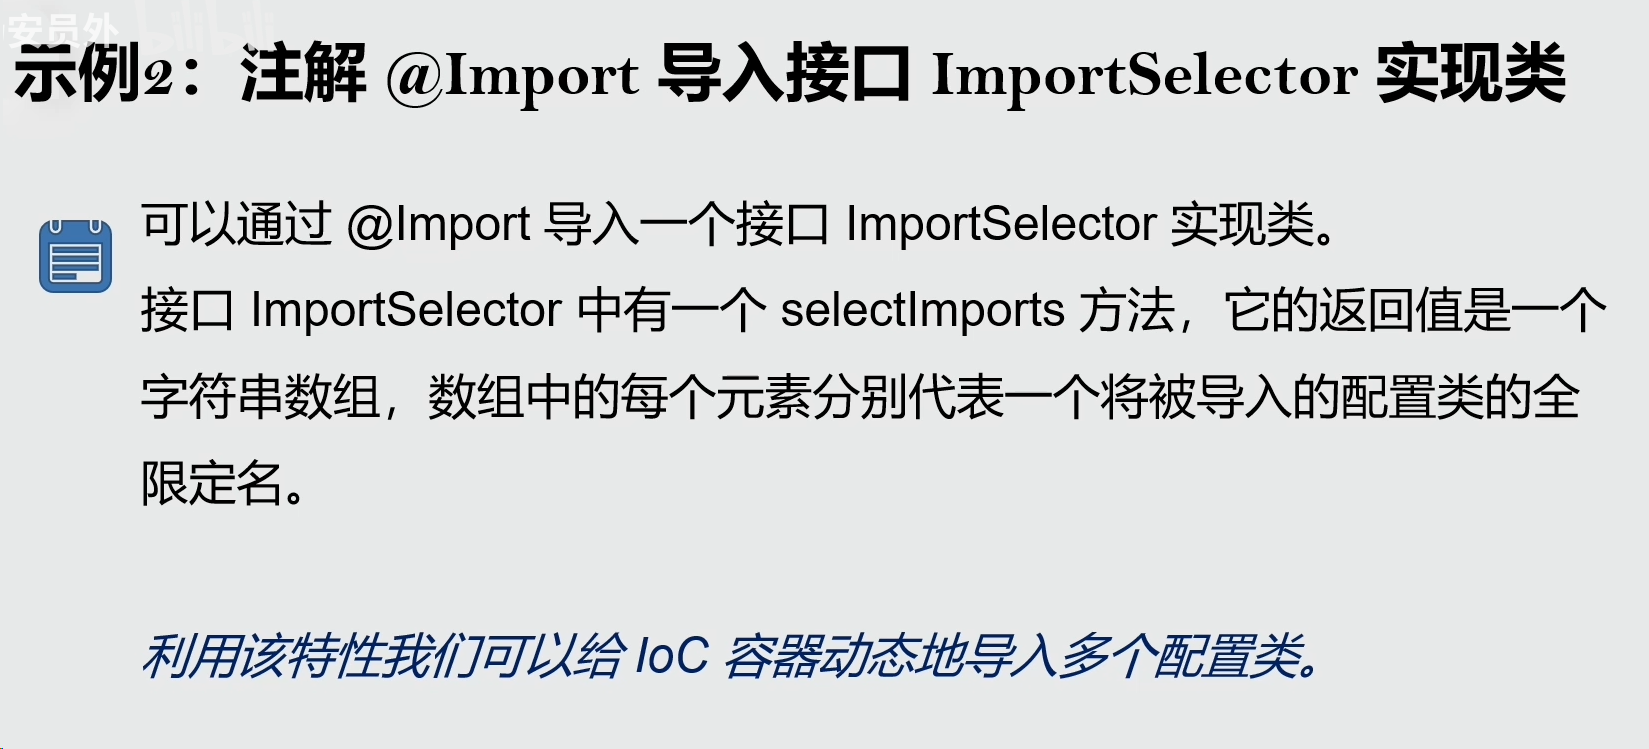 安员外
bilibili
示例2：注解 @Import 导入接口 ImportSelector 实现类
可以通过 @Import 导入一个接口 ImportSelector 实现类。
接口 ImportSelector 中有一个 selectImports 方法，它的返回值是一个
字符串数组，数组中的每个元素分别代表一个将被导入的配置类的全
限定名。
利用该特性我们可以给 IoC 容器动态地导入多个配置类。